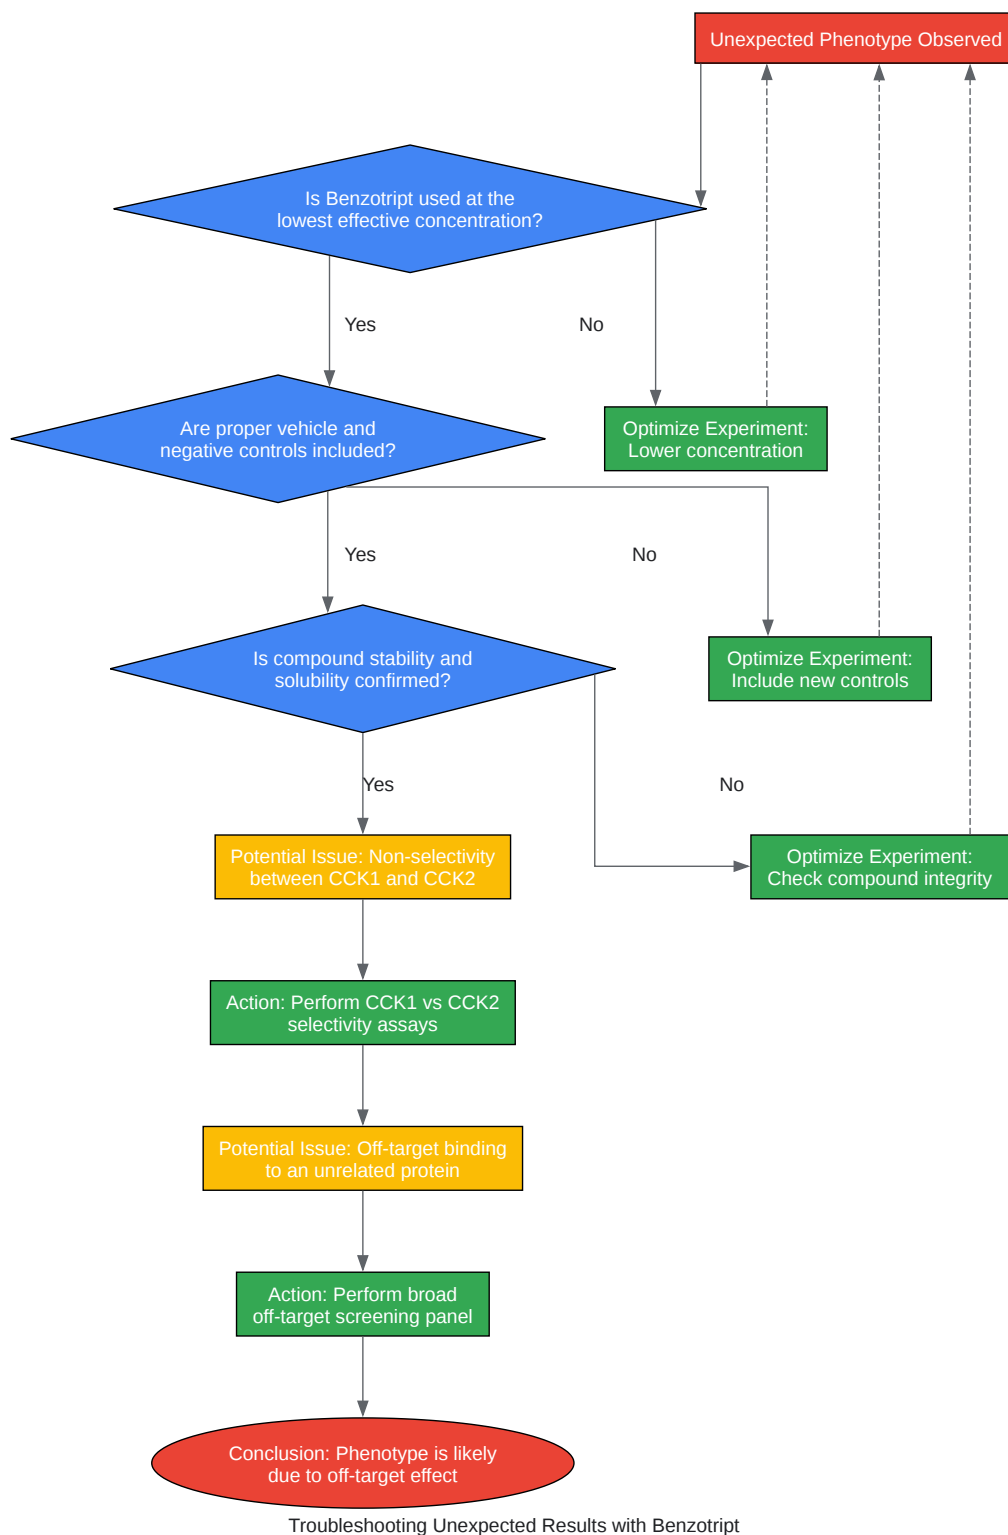 Unexpected Phenotype Observed
Is Benzotript used at the
lowest effective concentration?
Yes
No
Are proper vehicle and
negative controls included?
Optimize Experiment:
Lower concentration
Yes
No
Is compound stability and
solubility confirmed?
Optimize Experiment:
Include new controls
Yes
No
Potential Issue: Non-selectivity
between CCK1 and CCK2
Optimize Experiment:
Check compound integrity
Action: Perform CCK1 vs CCK2
selectivity assays
Potential Issue: Off-target binding
to an unrelated protein
Action: Perform broad
off-target screening panel
Conclusion: Phenotype is likely
due to off-target effect
Troubleshooting Unexpected Results with Benzotript